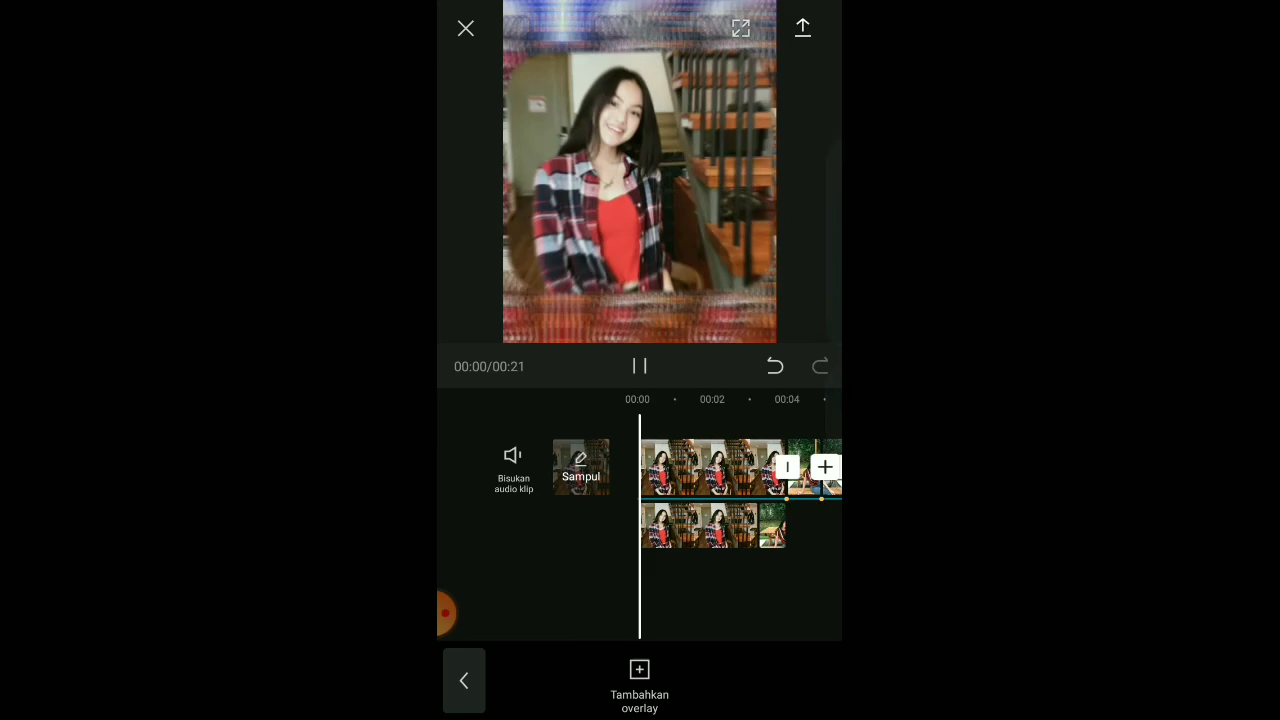 00:00/00:21
00:00
00:02
00:04
Bisukan
audio klip
Sampul
Tambahkan
overlay